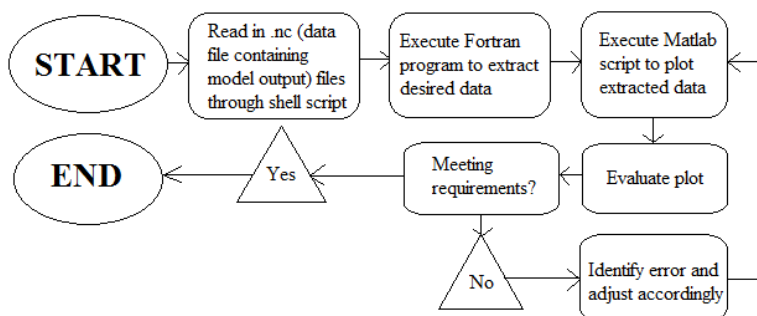 START
Read in .nc (data
file containing
model output) files
through shell script
Execute Fortran
program to extract
desired data
Execute Matlab
script to plot
extracted data
END
Yes
Meeting
requirements?
Evaluate plot
No
Identify error and
adjust accordingly